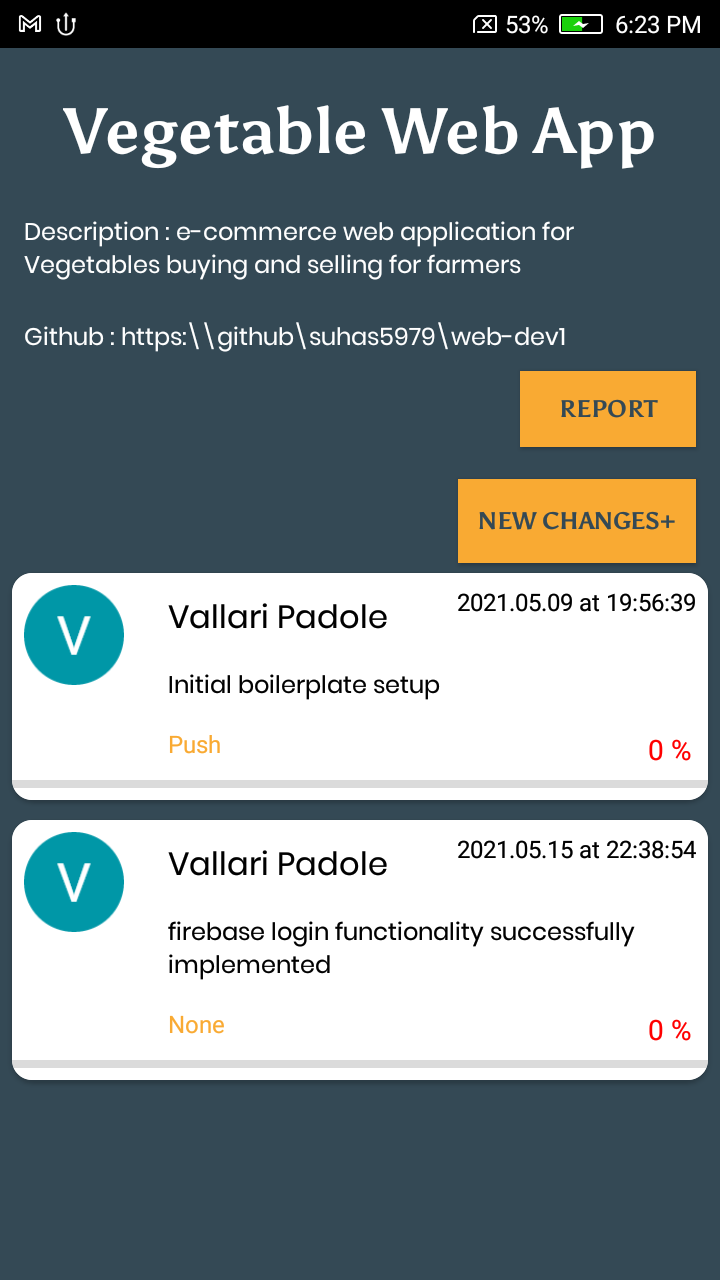 53% 6:23 PM
Vegetable Web App
Description : e-commerce web application for
Vegetables buying and selling for farmers
Github : https:\\github\suhas5979\web-dev1
REPORT
NEW CHANGES+
V
Vallari Padole
2021.05.09 at 19:56:39
Initial boilerplate setup
Push
0 %
V
Vallari Padole
2021.05.15 at 22:38:54
firebase login functionality successfully
implemented
None
0 %